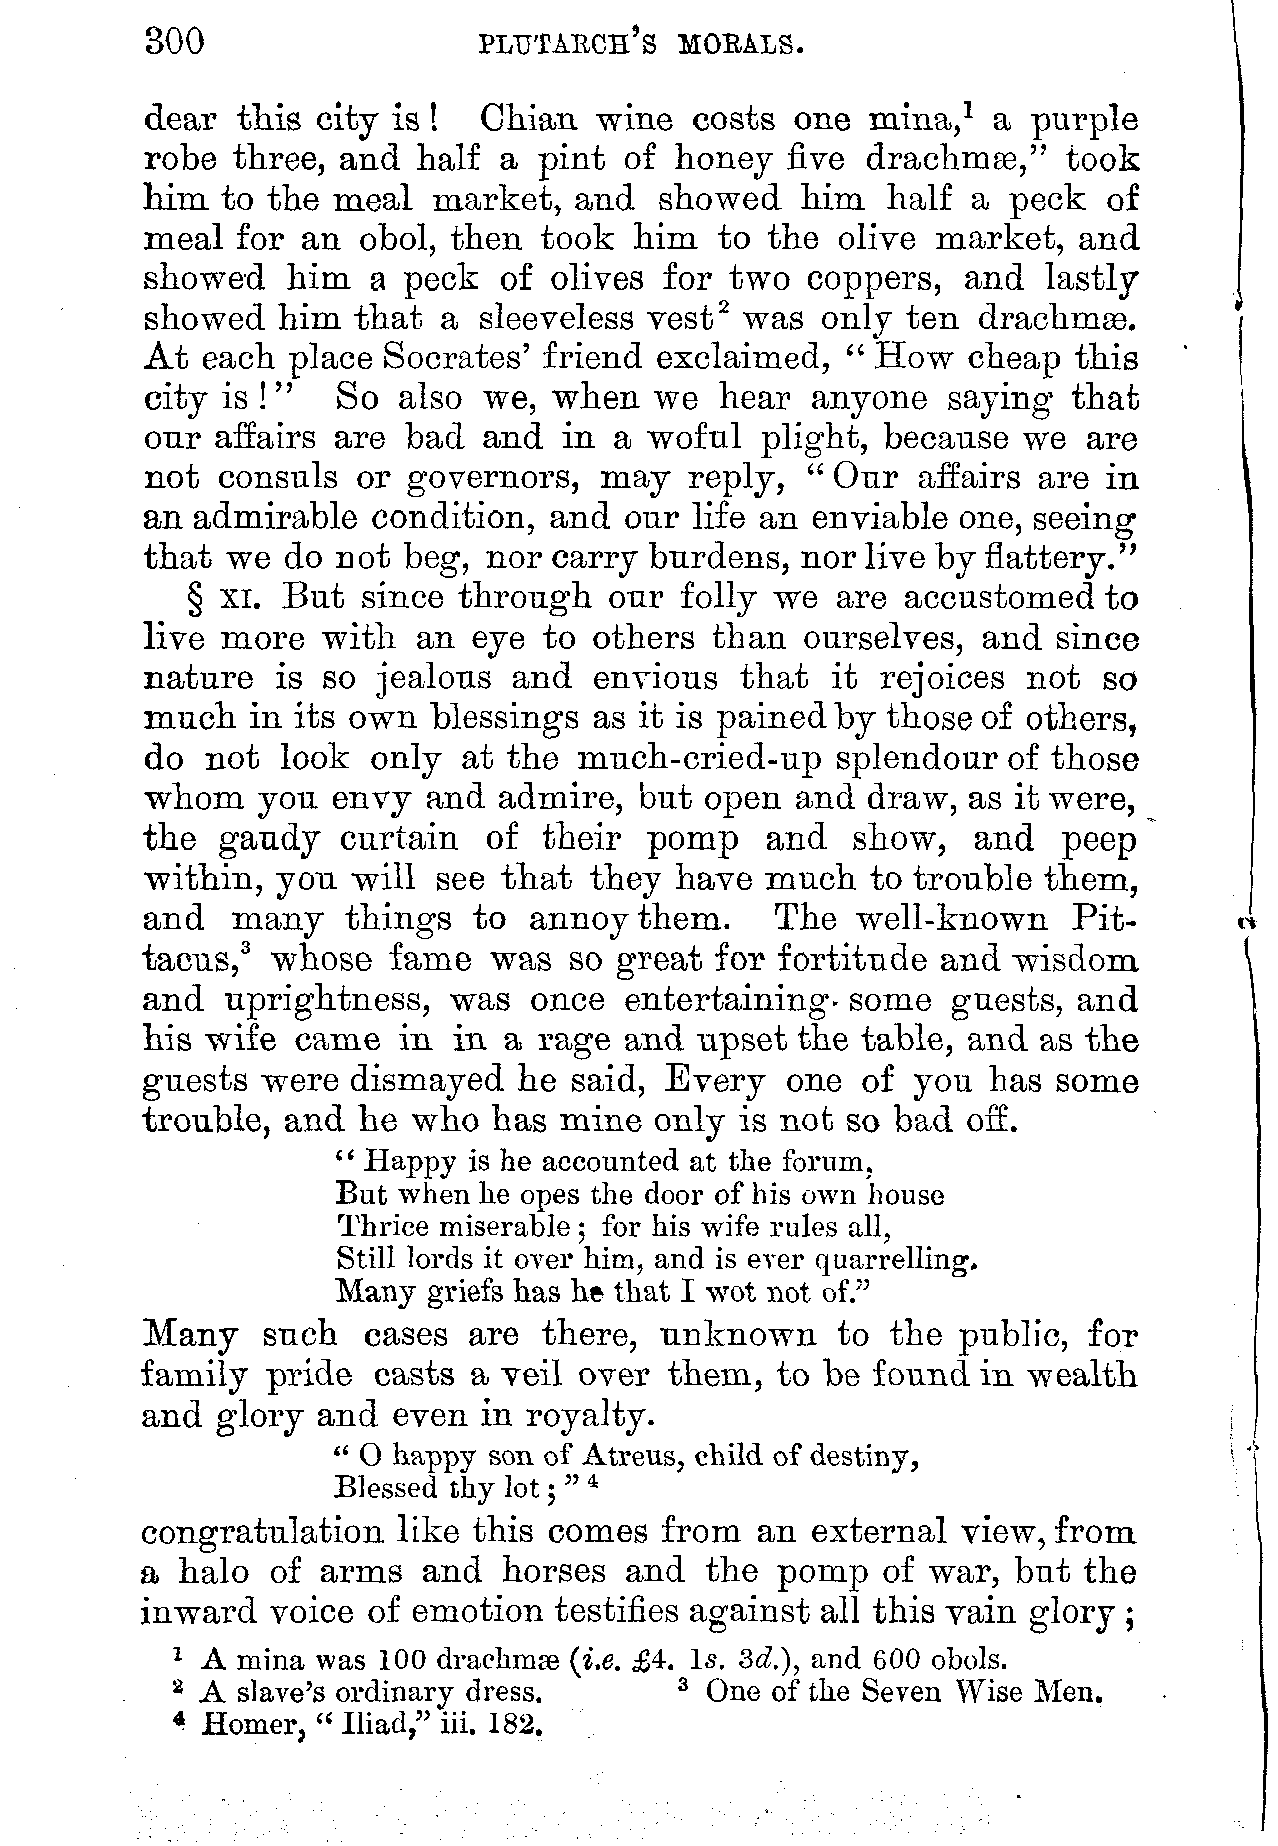 300 PLUTARCH'S MORALS.
dear this city is! Chian wine costs one mina,¹ a purple
robe three, and half a pint of honey five drachmæ," took
him to the meal market, and showed him half a peck of
meal for an obol, then took him to the olive market, and
showed him a peck of olives for two coppers, and lastly
showed him that a sleeveless vest² was only ten drachmæ.
At each place Socrates' friend exclaimed, "How cheap this
city is!" So also we, when we hear anyone saying that
our affairs are bad and in a woful plight, because we are
not consuls or governors, may reply, "Our affairs are in
an admirable condition, and our life an enviable one, seeing
that we do not beg, nor carry burdens, nor live by flattery."
§ XI. But since through our folly we are accustomed to
live more with an eye to others than ourselves, and since
nature is so jealous and envious that it rejoices not so
much in its own blessings as it is pained by those of others,
do not look only at the much-cried-up splendour of those
whom you envy and admire, but open and draw, as it were,
the gaudy curtain of their pomp and show, and peep
within, you will see that they have much to trouble them,
and many things to annoy them. The well-known Pit-
tacus,³ whose fame was so great for fortitude and wisdom
and uprightness, was once entertaining some guests, and
his wife came in in a rage and upset the table, and as the
guests were dismayed he said, Every one of you has some
trouble, and he who has mine only is not so bad off.
"Happy is he accounted at the forum,
But when he opes the door of his own house
Thrice miserable; for his wife rules all,
Still lords it over him, and is ever quarrelling.
Many griefs has he that I wot not of."
Many such cases are there, unknown to the public, for
family pride casts a veil over them, to be found in wealth
and glory and even in royalty.
"O happy son of Atreus, child of destiny,
Blessed thy lot;"⁴
congratulation like this comes from an external view, from
a halo of arms and horses and the pomp of war, but the
inward voice of emotion testifies against all this vain glory;
¹ A mina was 100 drachmæ (i.e. £4. 1s. 3d.), and 600 obols.
² A slave's ordinary dress. ³ One of the Seven Wise Men.
⁴ Homer, "Iliad," iii. 182.